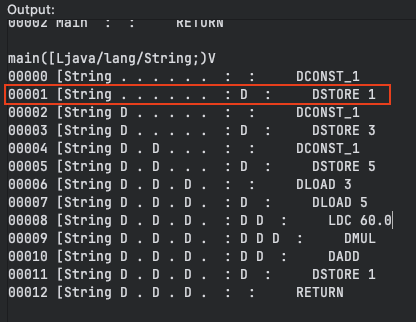 Output:
00002 Main  :  :     RETURN
main([Ljava/lang/String;)V
00000 [String . . . . . .  :  :     DCONST_1
00001 [String . . . . . .  : D  :     DSTORE 1
00002 [String D . . . . .  :  :     DCONST_1
00003 [String D . . . . .  : D  :     DSTORE 3
00004 [String D . D . . .  :  :     DCONST_1
00005 [String D . D . . .  : D  :     DSTORE 5
00006 [String D . D . D .  :  :     DLOAD 3
00007 [String D . D . D .  : D  :     DLOAD 5
00008 [String D . D . D .  : D D  :     LDC 60.0
00009 [String D . D . D .  : D D D  :     DMUL
00010 [String D . D . D .  : D D  :     DADD
00011 [String D . D . D .  : D  :     DSTORE 1
00012 [String D . D . D .  :  :     RETURN